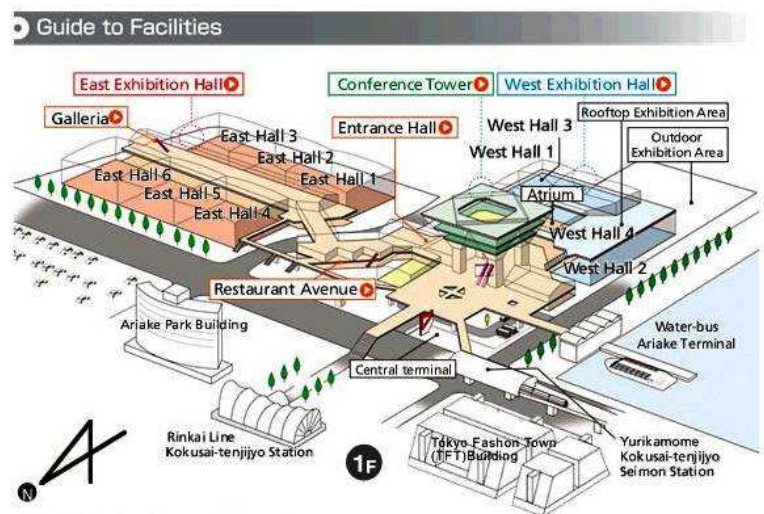 Guide to Facilities
East Exhibition Hall
Conference Tower
West Exhibition Hall
Galleria
East Hall 3
East Hall 2
East Hall 1
East Hall 6
East Hall 5
East Hall 4
Entrance Hall
West Hall 3
West Hall 1
Rooftop Exhibition Area
Outdoor
Exhibition Area
Atrium
West Hall 4
West Hall 2
Restaurant Avenue
Ariake Park Building
Water-bus
Ariake Terminal
Central terminal
Rinkai Line
Kokusai-tenjijyo Station
1F
Tokyo Fashon Town
(TFT)Building
Yurikamome
Kokusai-tenjijyo
Seimon Station
N